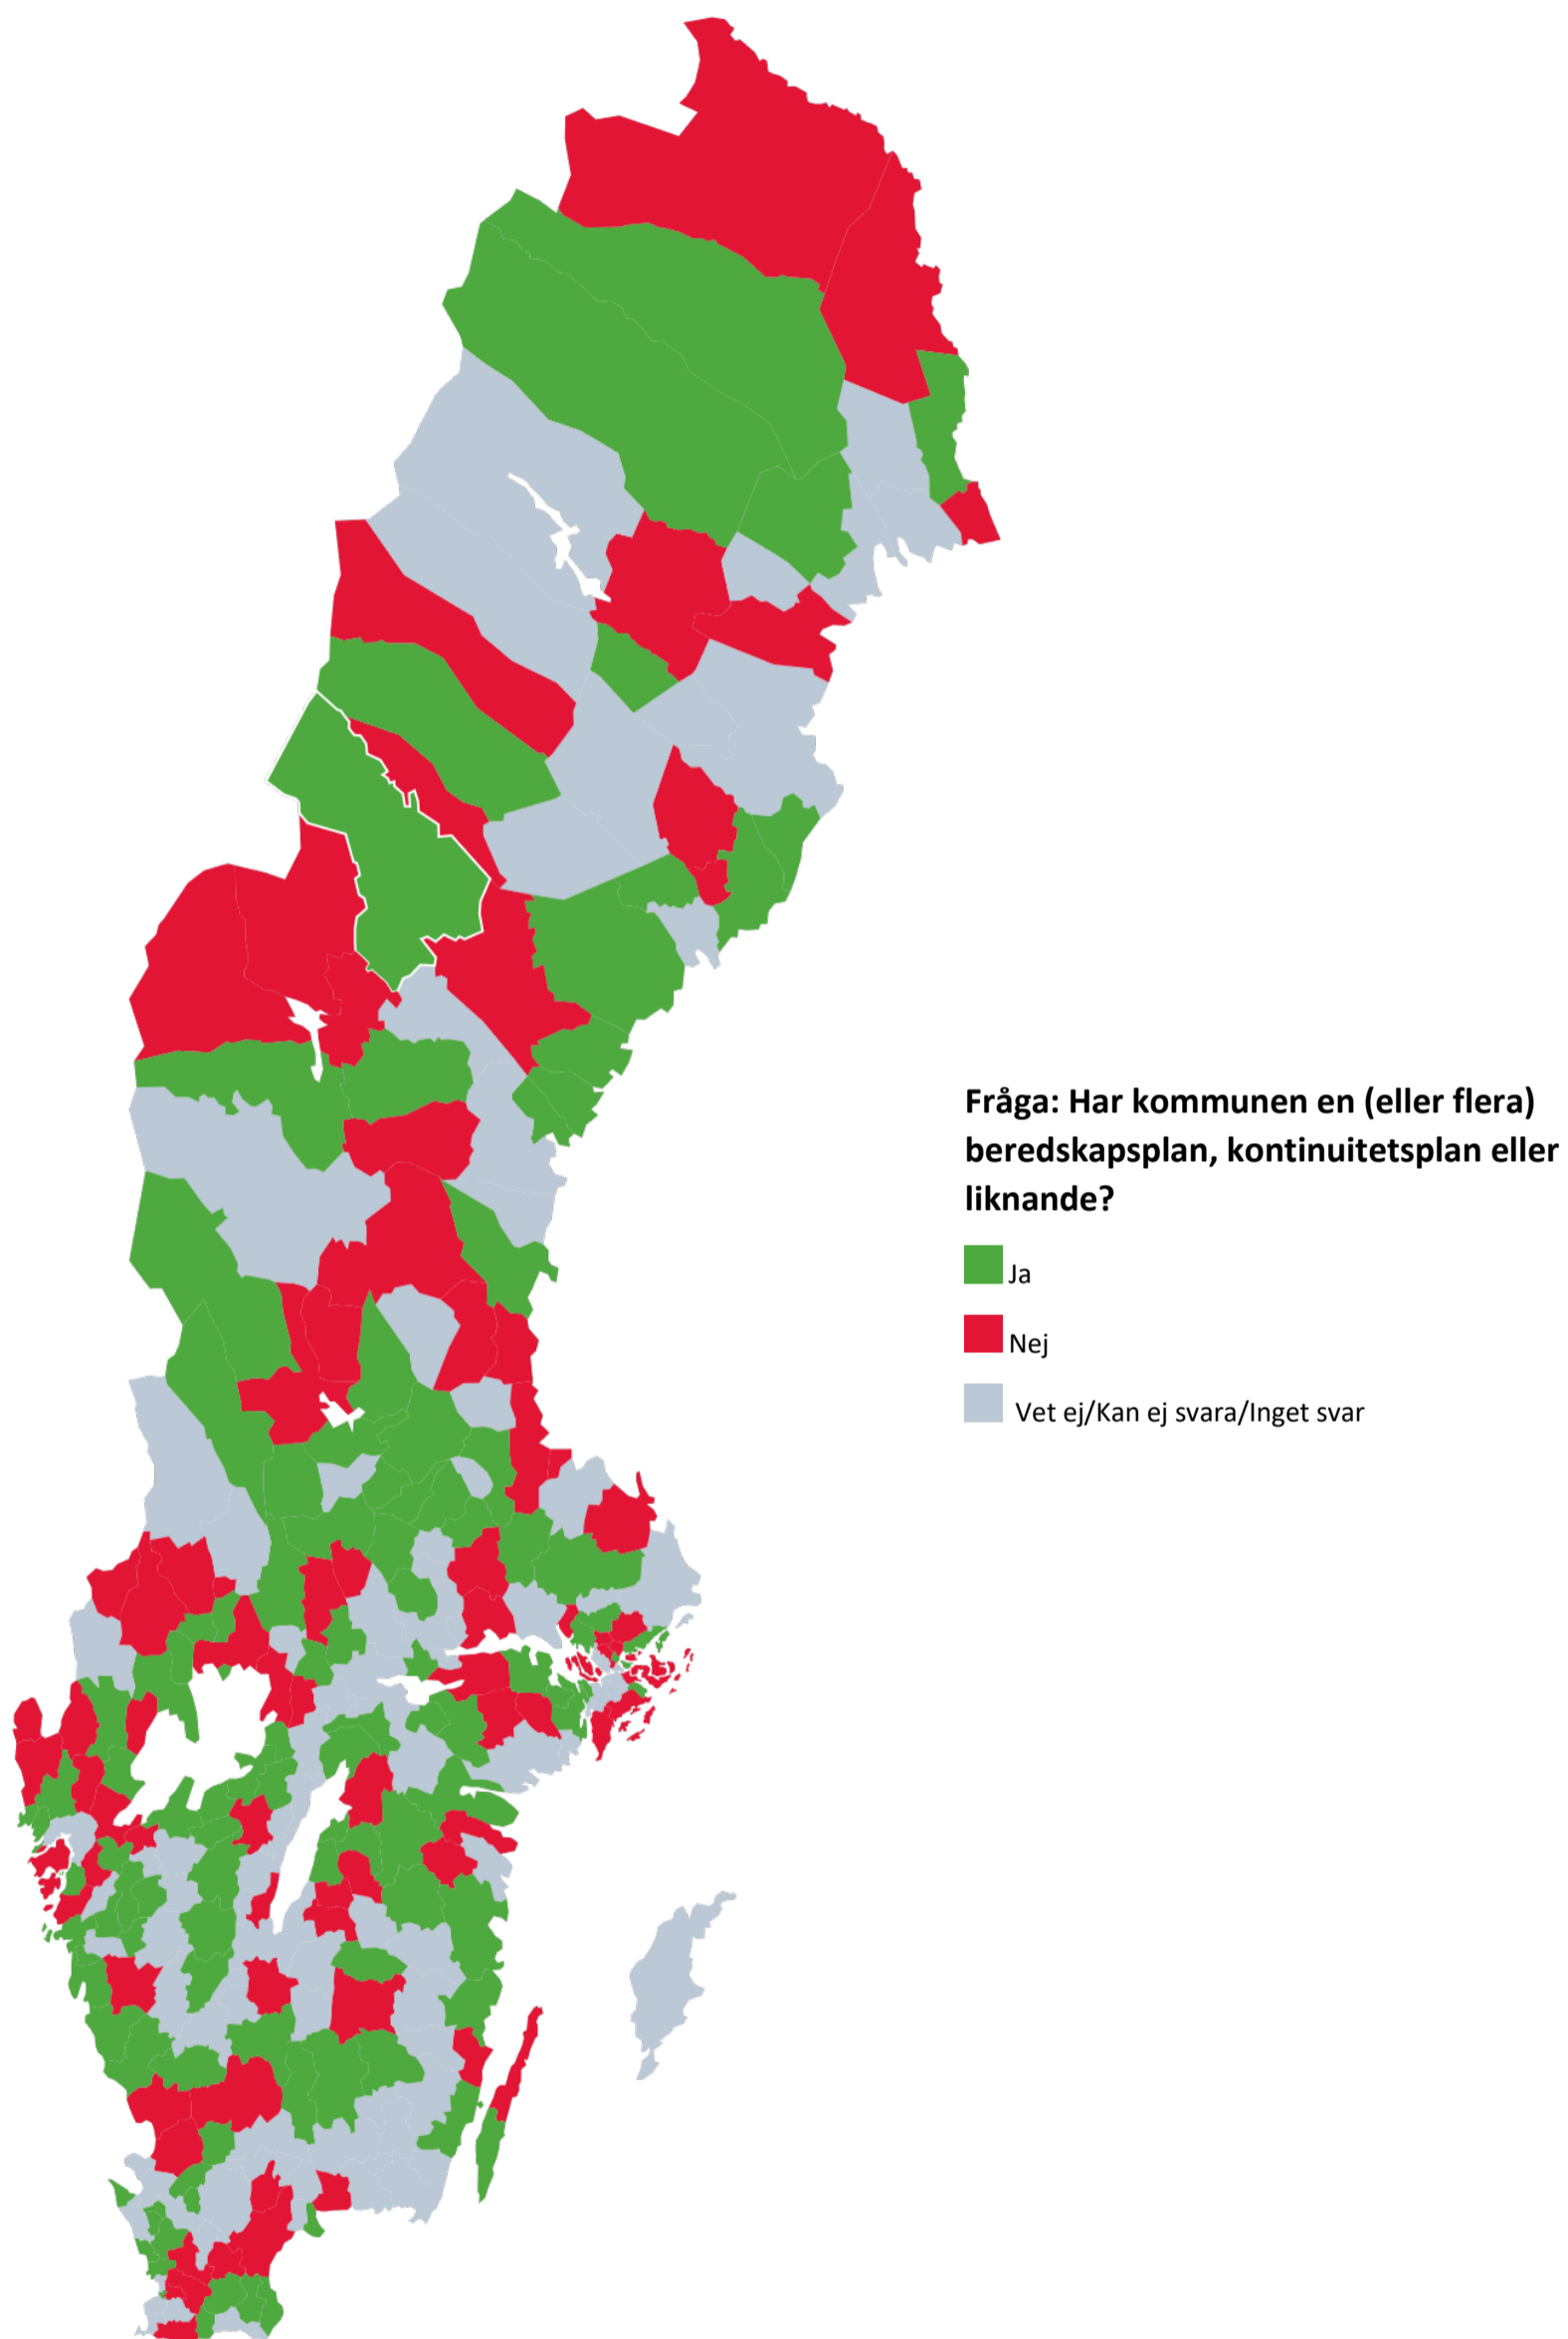 Fråga: Har kommunen en (eller flera)
beredskapsplan, kontinuitetsplan eller
liknande?
Ja
Nej
Vet ej/Kan ej svara/Inget svar